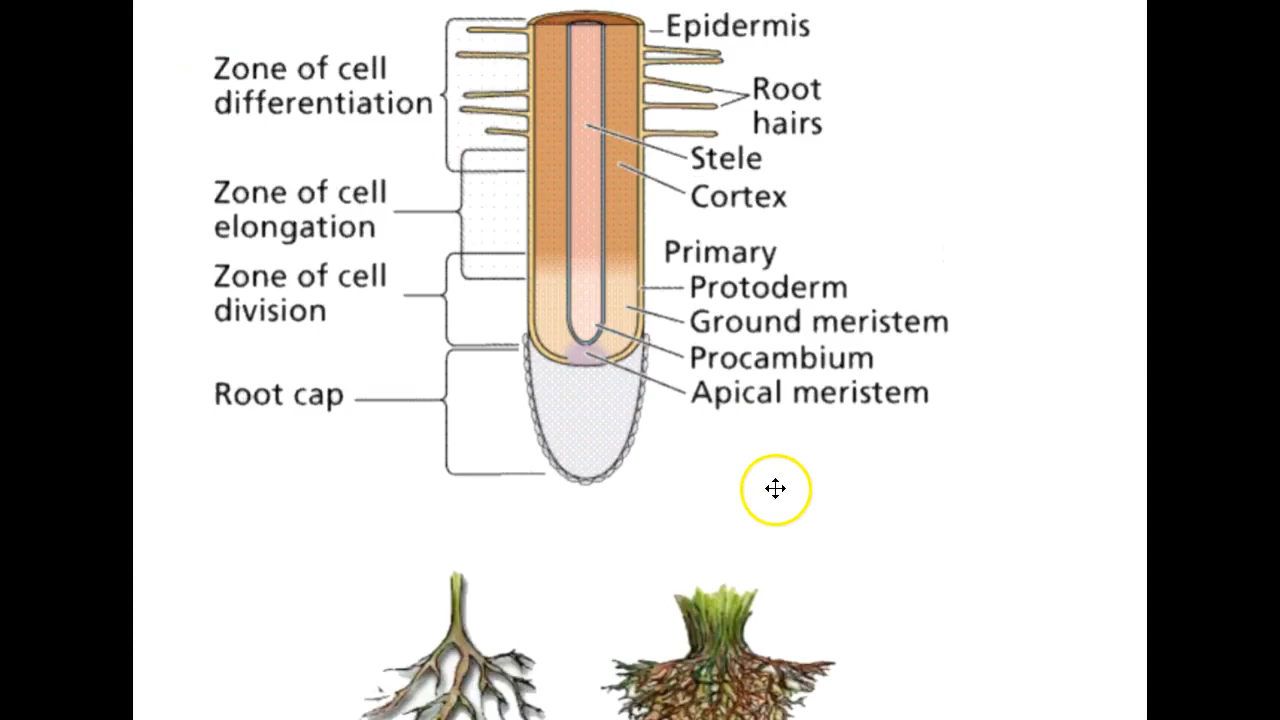 Zone of cell
differentiation
Zone of cell
elongation
Zone of cell
division
Root cap
Epidermis
Root
hairs
Stele
Cortex
Primary
Protoderm
Ground meristem
Procambium
Apical meristem